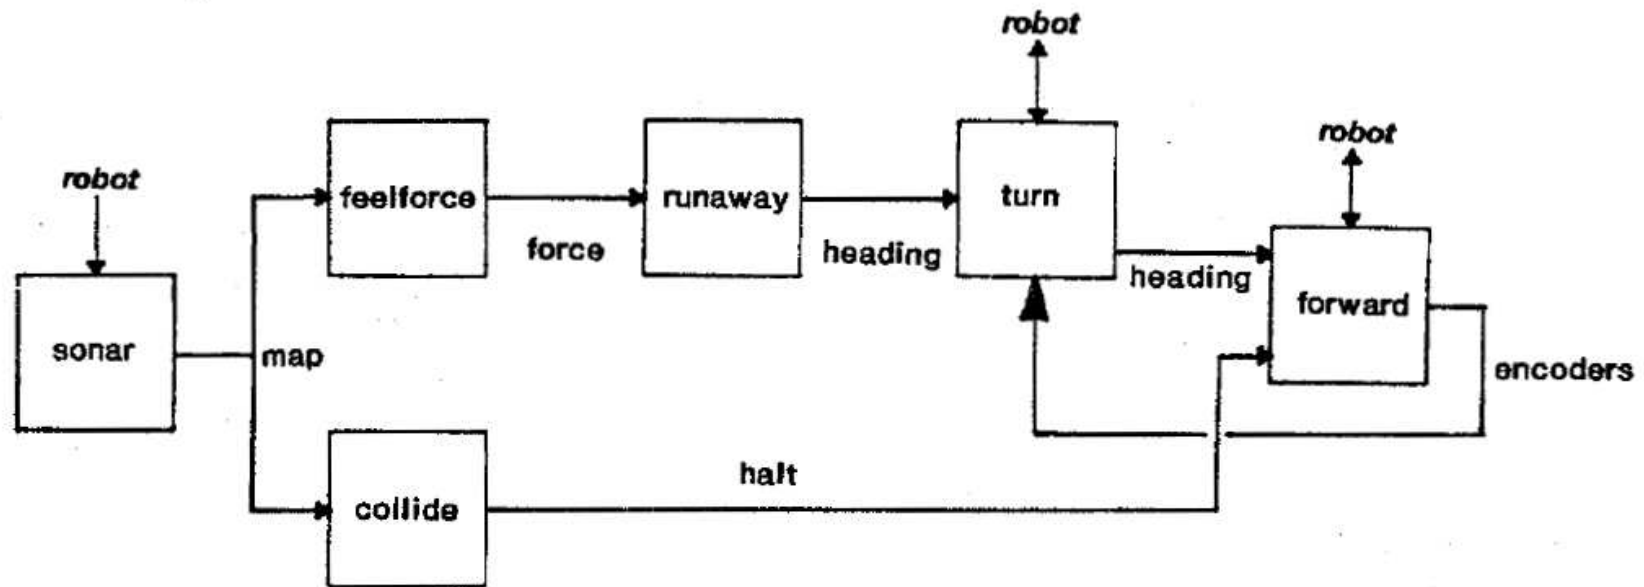 robot
robot
robot
feelforce
runaway
turn
force
heading
heading
forward
sonar
map
encoders
halt
collide